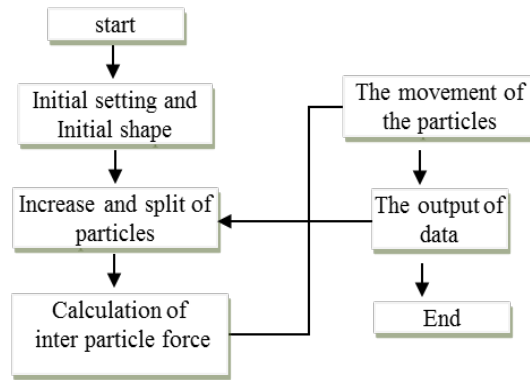 start
Initial setting and
Initial shape
Increase and split of
particles
Calculation of
inter particle force
The movement of
the particles
The output of
data
End